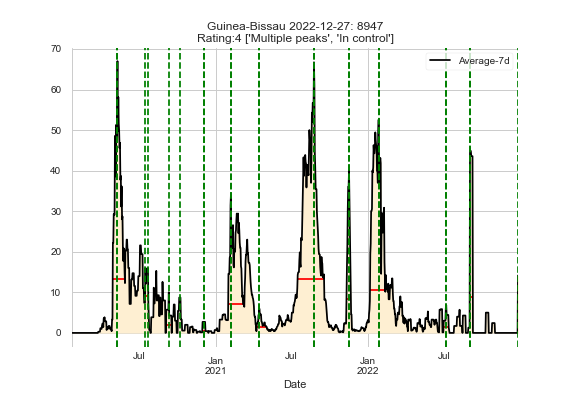 Guinea-Bissau 2022-12-27: 8947
Rating:4 ['Multiple peaks', 'In control']
Average-7d
70
60
50
40
30
20
10
0
Jul
Jan
2021
Jul
Jan
2022
Jul
Date